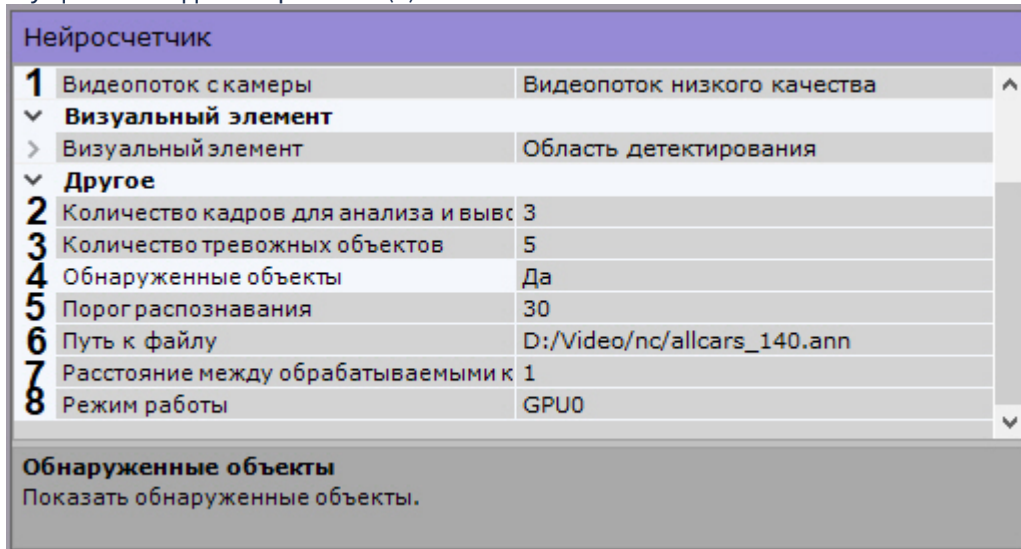 Нейросчетчик
1 Видеопоток с камеры Видеопоток низкого качества
Визуальный элемент
Визуальный элемент Область детектирования
Другое
2 Количество кадров для анализа и выво 3
3 Количество тревожных объектов 5
4 Обнаруженные объекты Да
5 Порог распознавания 30
6 Путь к файлу D:/Video/nc/allcars_140.ann
7 Расстояние между обрабатываемыми к 1
8 Режим работы GPU0
Обнаруженные объекты
Показать обнаруженные объекты.